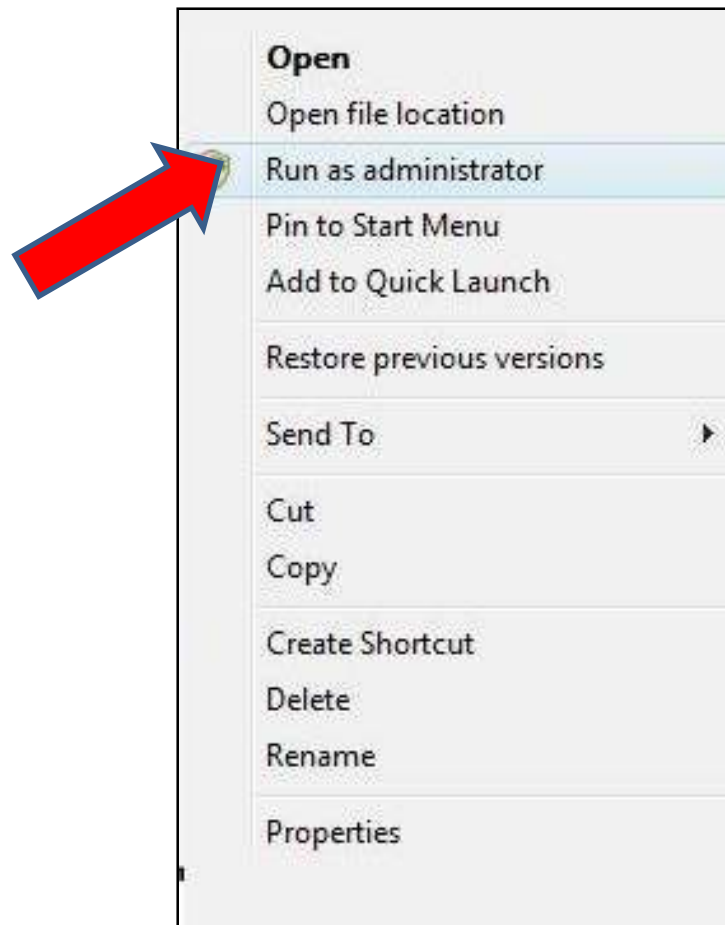 Open
Open file location
Run as administrator
Pin to Start Menu
Add to Quick Launch
Restore previous versions
Send To
Cut
Copy
Create Shortcut
Delete
Rename
Properties